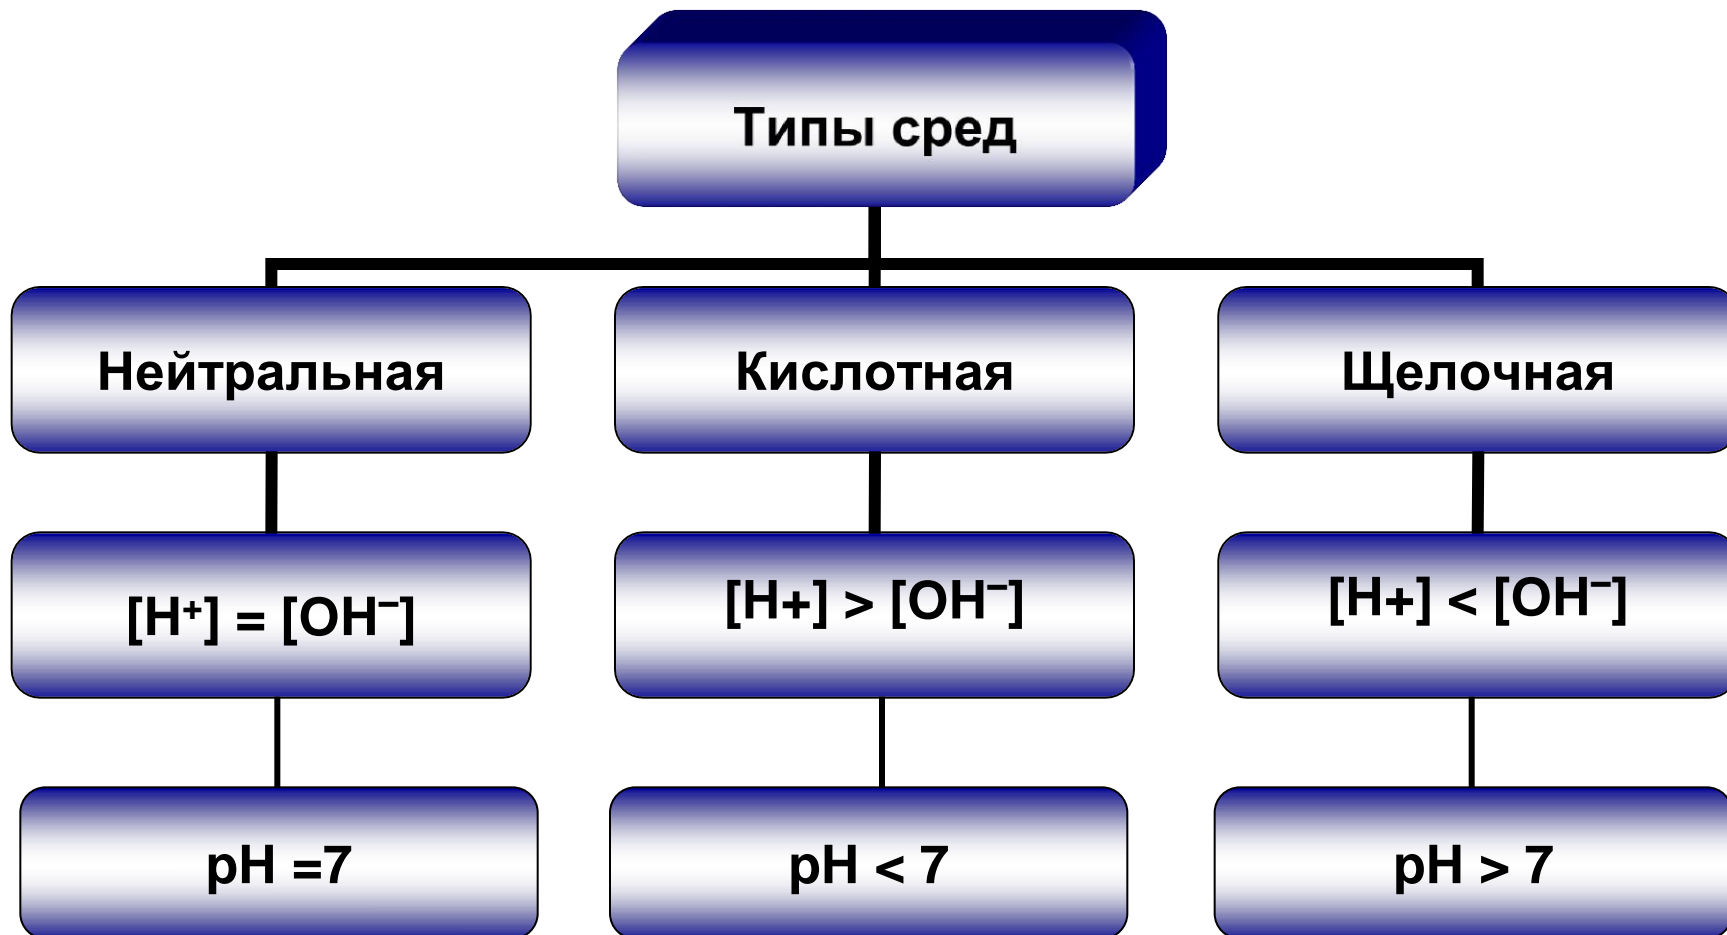 Типы сред
Нейтральная
Кислотная
Щелочная
[H⁺] = [OH⁻]
[H+] > [OH⁻]
[H+] < [OH⁻]
pH =7
pH < 7
pH > 7